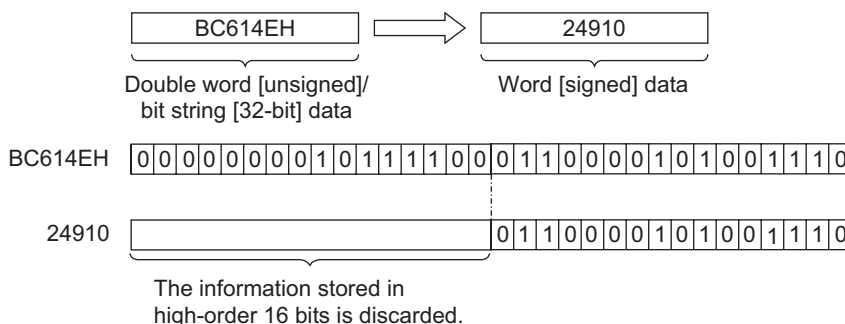 BC614EH 24910
Double word [unsigned]/ Word [signed] data
bit string [32-bit] data
BC614EH 0 0 0 0 0 0 0 0 1 0 1 1 1 1 0 0 0 1 1 0 0 0 0 1 0 1 0 0 1 1 1 0
24910 0 1 1 0 0 0 0 1 0 1 0 0 1 1 1 0
The information stored in
high-order 16 bits is discarded.